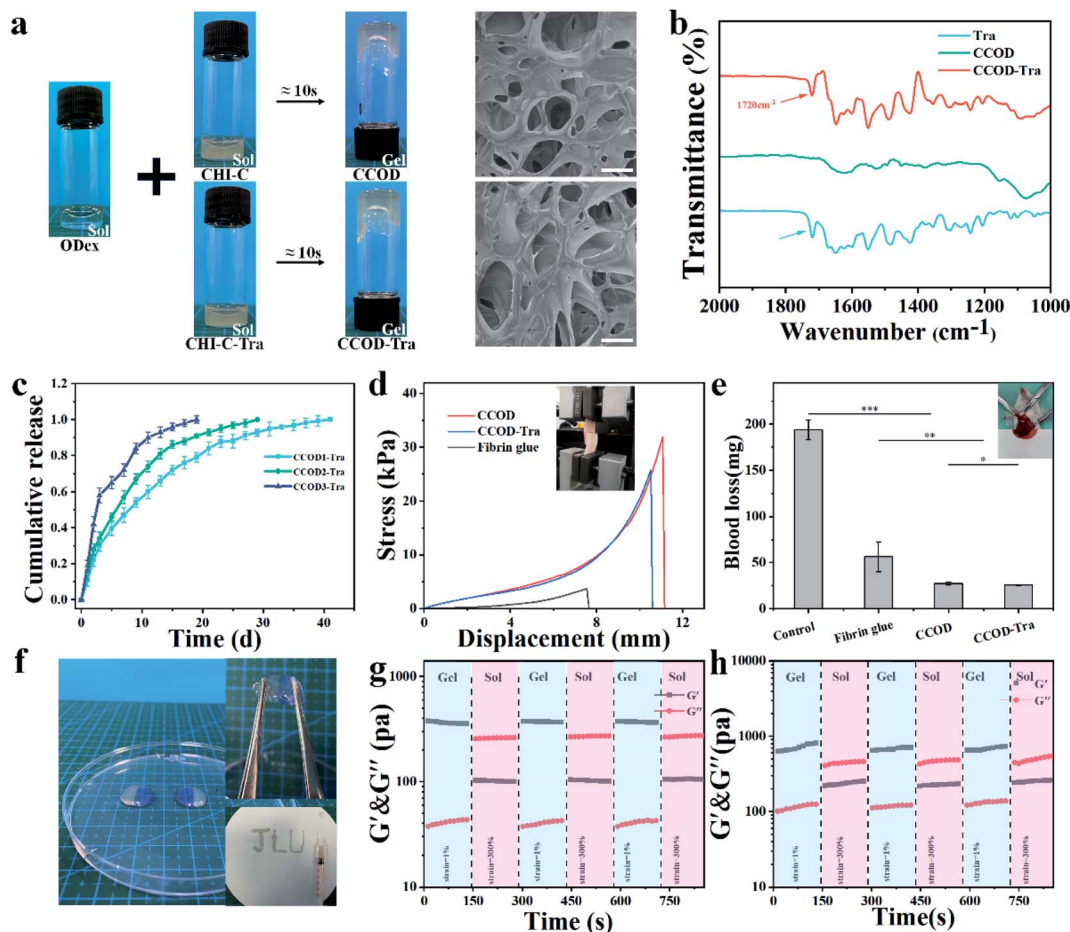 a
Sol
ODex
Sol
CHI-C
≈10s
Gel
CCOD
Sol
CHI-C-Tra
≈10s
Gel
CCOD-Tra
b
Transmittance (%)
Tra
CCOD
CCOD-Tra
1720cm-1
2000 1800 1600 1400 1200 1000
Wavenumber (cm-1)
c
Cumulative release
1.2
1.0
0.8
0.6
0.4
0.2
0.0
CCOD1-Tra
CCOD2-Tra
CCOD3-Tra
0 10 20 30 40
Time (d)
d
Stress (kPa)
40
30
20
10
0
CCOD
CCOD-Tra
Fibrin glue
0 3 6 9 12
Displacement (mm)
e
Blood loss(mg)
200
150
100
50
0
***
**
*
Control Fibrin glue CCOD CCOD-Tra
f
JLU
g
G'&G'' (pa)
1000
100
10
Gel Sol Gel Sol Gel Sol
G'
G''
strain=1% strain=300% strain=1% strain=300% strain=1% strain=300%
0 150 300 450 600 750
Time (s)
h
G'&G''(pa)
10000
1000
100
10
Gel Sol Gel Sol Gel Sol
G'
G''
strain=1% strain=300% strain=1% strain=300% strain=1% strain=300%
0 150 300 450 600 750
Time(s)